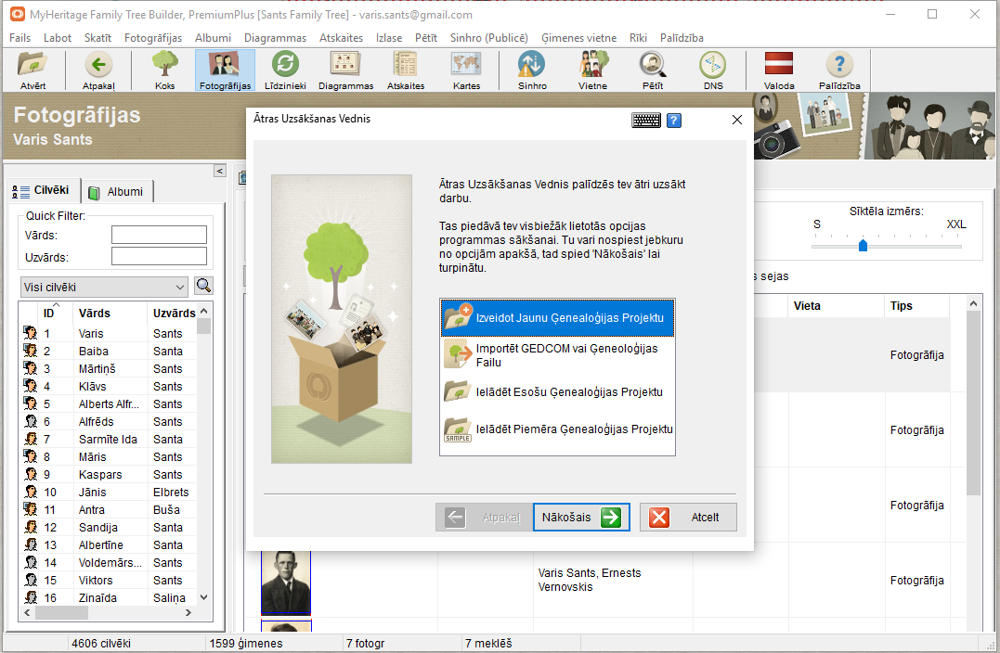 MyHeritage Family Tree Builder, PremiumPlus [Sants Family Tree] - varis.sants@gmail.com
Fails Labot Skatīt Fotogrāfijas Albumi Diagrammas Atskaites Izlase Pētīt Sinhro (Publicē) Ģimenes vietne Rīki Palīdzība
Atvērt Atpakaļ Koks Fotogrāfijas Līdzinieki Diagrammas Atskaites Kartes Sinhro Vietne Pētīt DNS Valoda Palīdzība
Fotogrāfijas
Varis Sants
Cilvēki Albumi
Quick Filter:
Vārds:
Uzvārds:
Visi cilvēki
ID Vārds Uzvārds
1 Varis Sants
2 Baiba Santa
3 Mārtiņš Sants
4 Klāvs Sants
5 Alberts Alfr... Sants
6 Alfrēds Sants
7 Sarmīte Ida Santa
8 Māris Sants
9 Kaspars Sants
10 Jānis Elbrets
11 Antra Buša
12 Sandija Santa
13 Albertīne Santa
14 Voldemārs... Sants
15 Viktors Sants
16 Zinaīda Saliņa
Ātras Uzsākšanas Vednis
Ātras Uzsākšanas Vednis palīdzēs tev ātri uzsākt
darbu.
Tas piedāvā tev visbiežāk lietotās opcijas
programmas sākšanai. Tu vari nospiest jebkuru
no opcijām apakšā, tad spied 'Nākošais' lai
turpinātu.
Izveidot Jaunu Ģenealoģijas Projektu
Importēt GEDCOM vai Ģeneoloģijas
Failu
Ielādēt Esošu Ģenealoģijas Projektu
SAMPLE
Ielādēt Piemēra Ģenealoģijas Projektu
Atpakaļ Nākošais Atcelt
Sīktēla izmērs:
S XXL
s sejas
Vieta Tips
Fotogrāfija
Fotogrāfija
Fotogrāfija
Varis Sants, Ernests
Vernovskis
Fotogrāfija
4606 cilvēki 1599 ģimenes 7 fotogr 7 meklēš